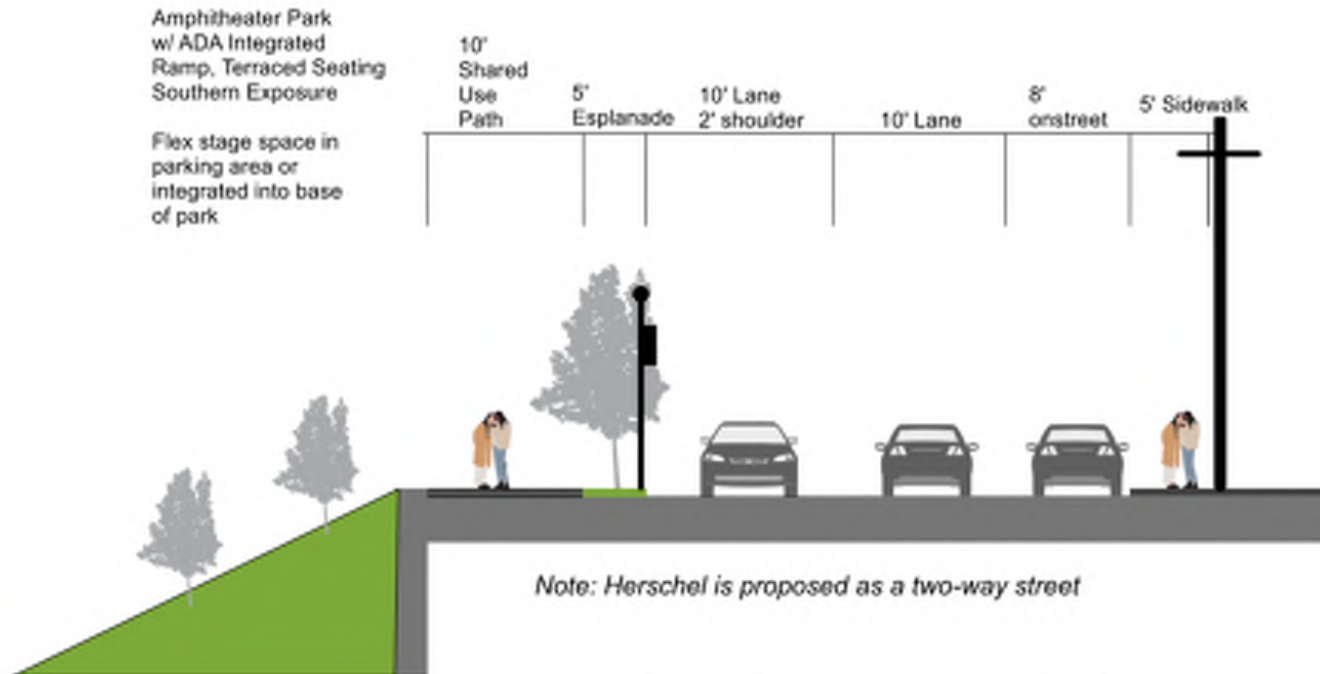 Amphitheater Park
w/ ADA Integrated
Ramp, Terraced Seating
Southern Exposure
Flex stage space in
parking area or
integrated into base
of park
10'
Shared
Use
Path
5'
Esplanade
10' Lane
2' shoulder
10' Lane
8'
onstreet
5' Sidewalk
Note: Herschel is proposed as a two-way street